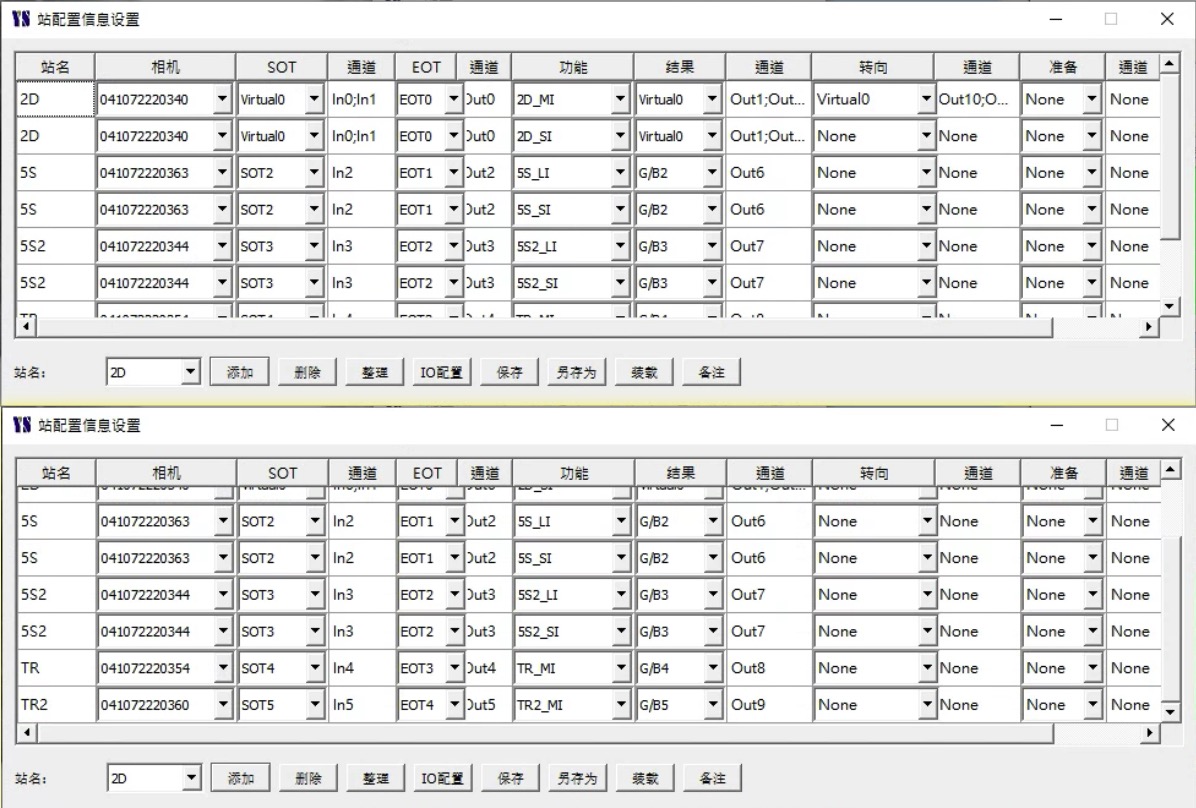 YS 站配置信息设置
站名 相机 SOT 通道 EOT 通道 功能 结果 通道 转向 通道 准备 通道
2D 041072220340 Virtual0 In0;In1 EOT0 Out0 2D_MI Virtual0 Out1;Out... Virtual0 Out10;O... None None
2D 041072220340 Virtual0 In0;In1 EOT0 Out0 2D_SI Virtual0 Out1;Out... None None None None
5S 041072220363 SOT2 In2 EOT1 Out2 5S_LI G/B2 Out6 None None None None
5S 041072220363 SOT2 In2 EOT1 Out2 5S_SI G/B2 Out6 None None None None
5S2 041072220344 SOT3 In3 EOT2 Out3 5S2_LI G/B3 Out7 None None None None
5S2 041072220344 SOT3 In3 EOT2 Out3 5S2_SI G/B3 Out7 None None None None
站名: 2D 添加 删除 整理 IO配置 保存 另存为 装载 备注
YS 站配置信息设置
站名 相机 SOT 通道 EOT 通道 功能 结果 通道 转向 通道 准备 通道
5S 041072220363 SOT2 In2 EOT1 Out2 5S_LI G/B2 Out6 None None None None
5S 041072220363 SOT2 In2 EOT1 Out2 5S_SI G/B2 Out6 None None None None
5S2 041072220344 SOT3 In3 EOT2 Out3 5S2_LI G/B3 Out7 None None None None
5S2 041072220344 SOT3 In3 EOT2 Out3 5S2_SI G/B3 Out7 None None None None
TR 041072220354 SOT4 In4 EOT3 Out4 TR_MI G/B4 Out8 None None None None
TR2 041072220360 SOT5 In5 EOT4 Out5 TR2_MI G/B5 Out9 None None None None
站名: 2D 添加 删除 整理 IO配置 保存 另存为 装载 备注